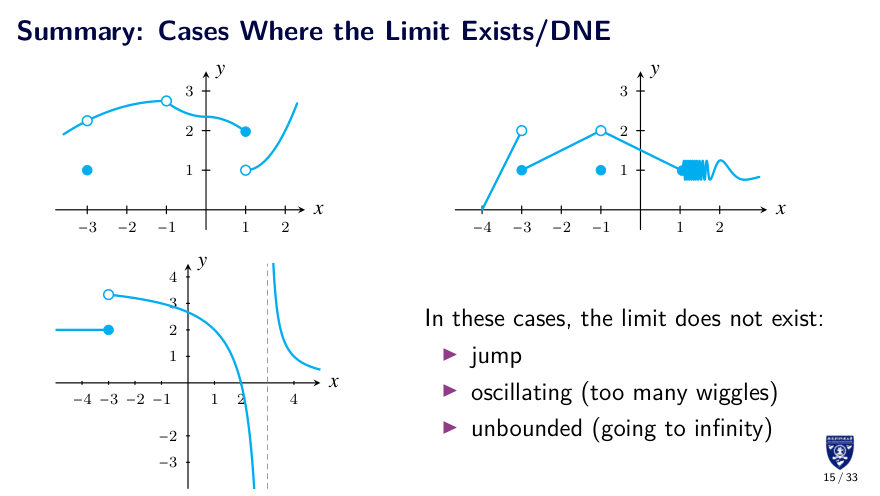 Summary: Cases Where the Limit Exists/DNE
y
3
2
1
x
−3 −2 −1 1 2
y
3
2
1
x
−4 −3 −2 −1 1 2
y
4
3
2
1
x
−4 −3 −2 −1 1 2 4
−2
−3
In these cases, the limit does not exist:
▶ jump
▶ oscillating (too many wiggles)
▶ unbounded (going to infinity)
15 / 33